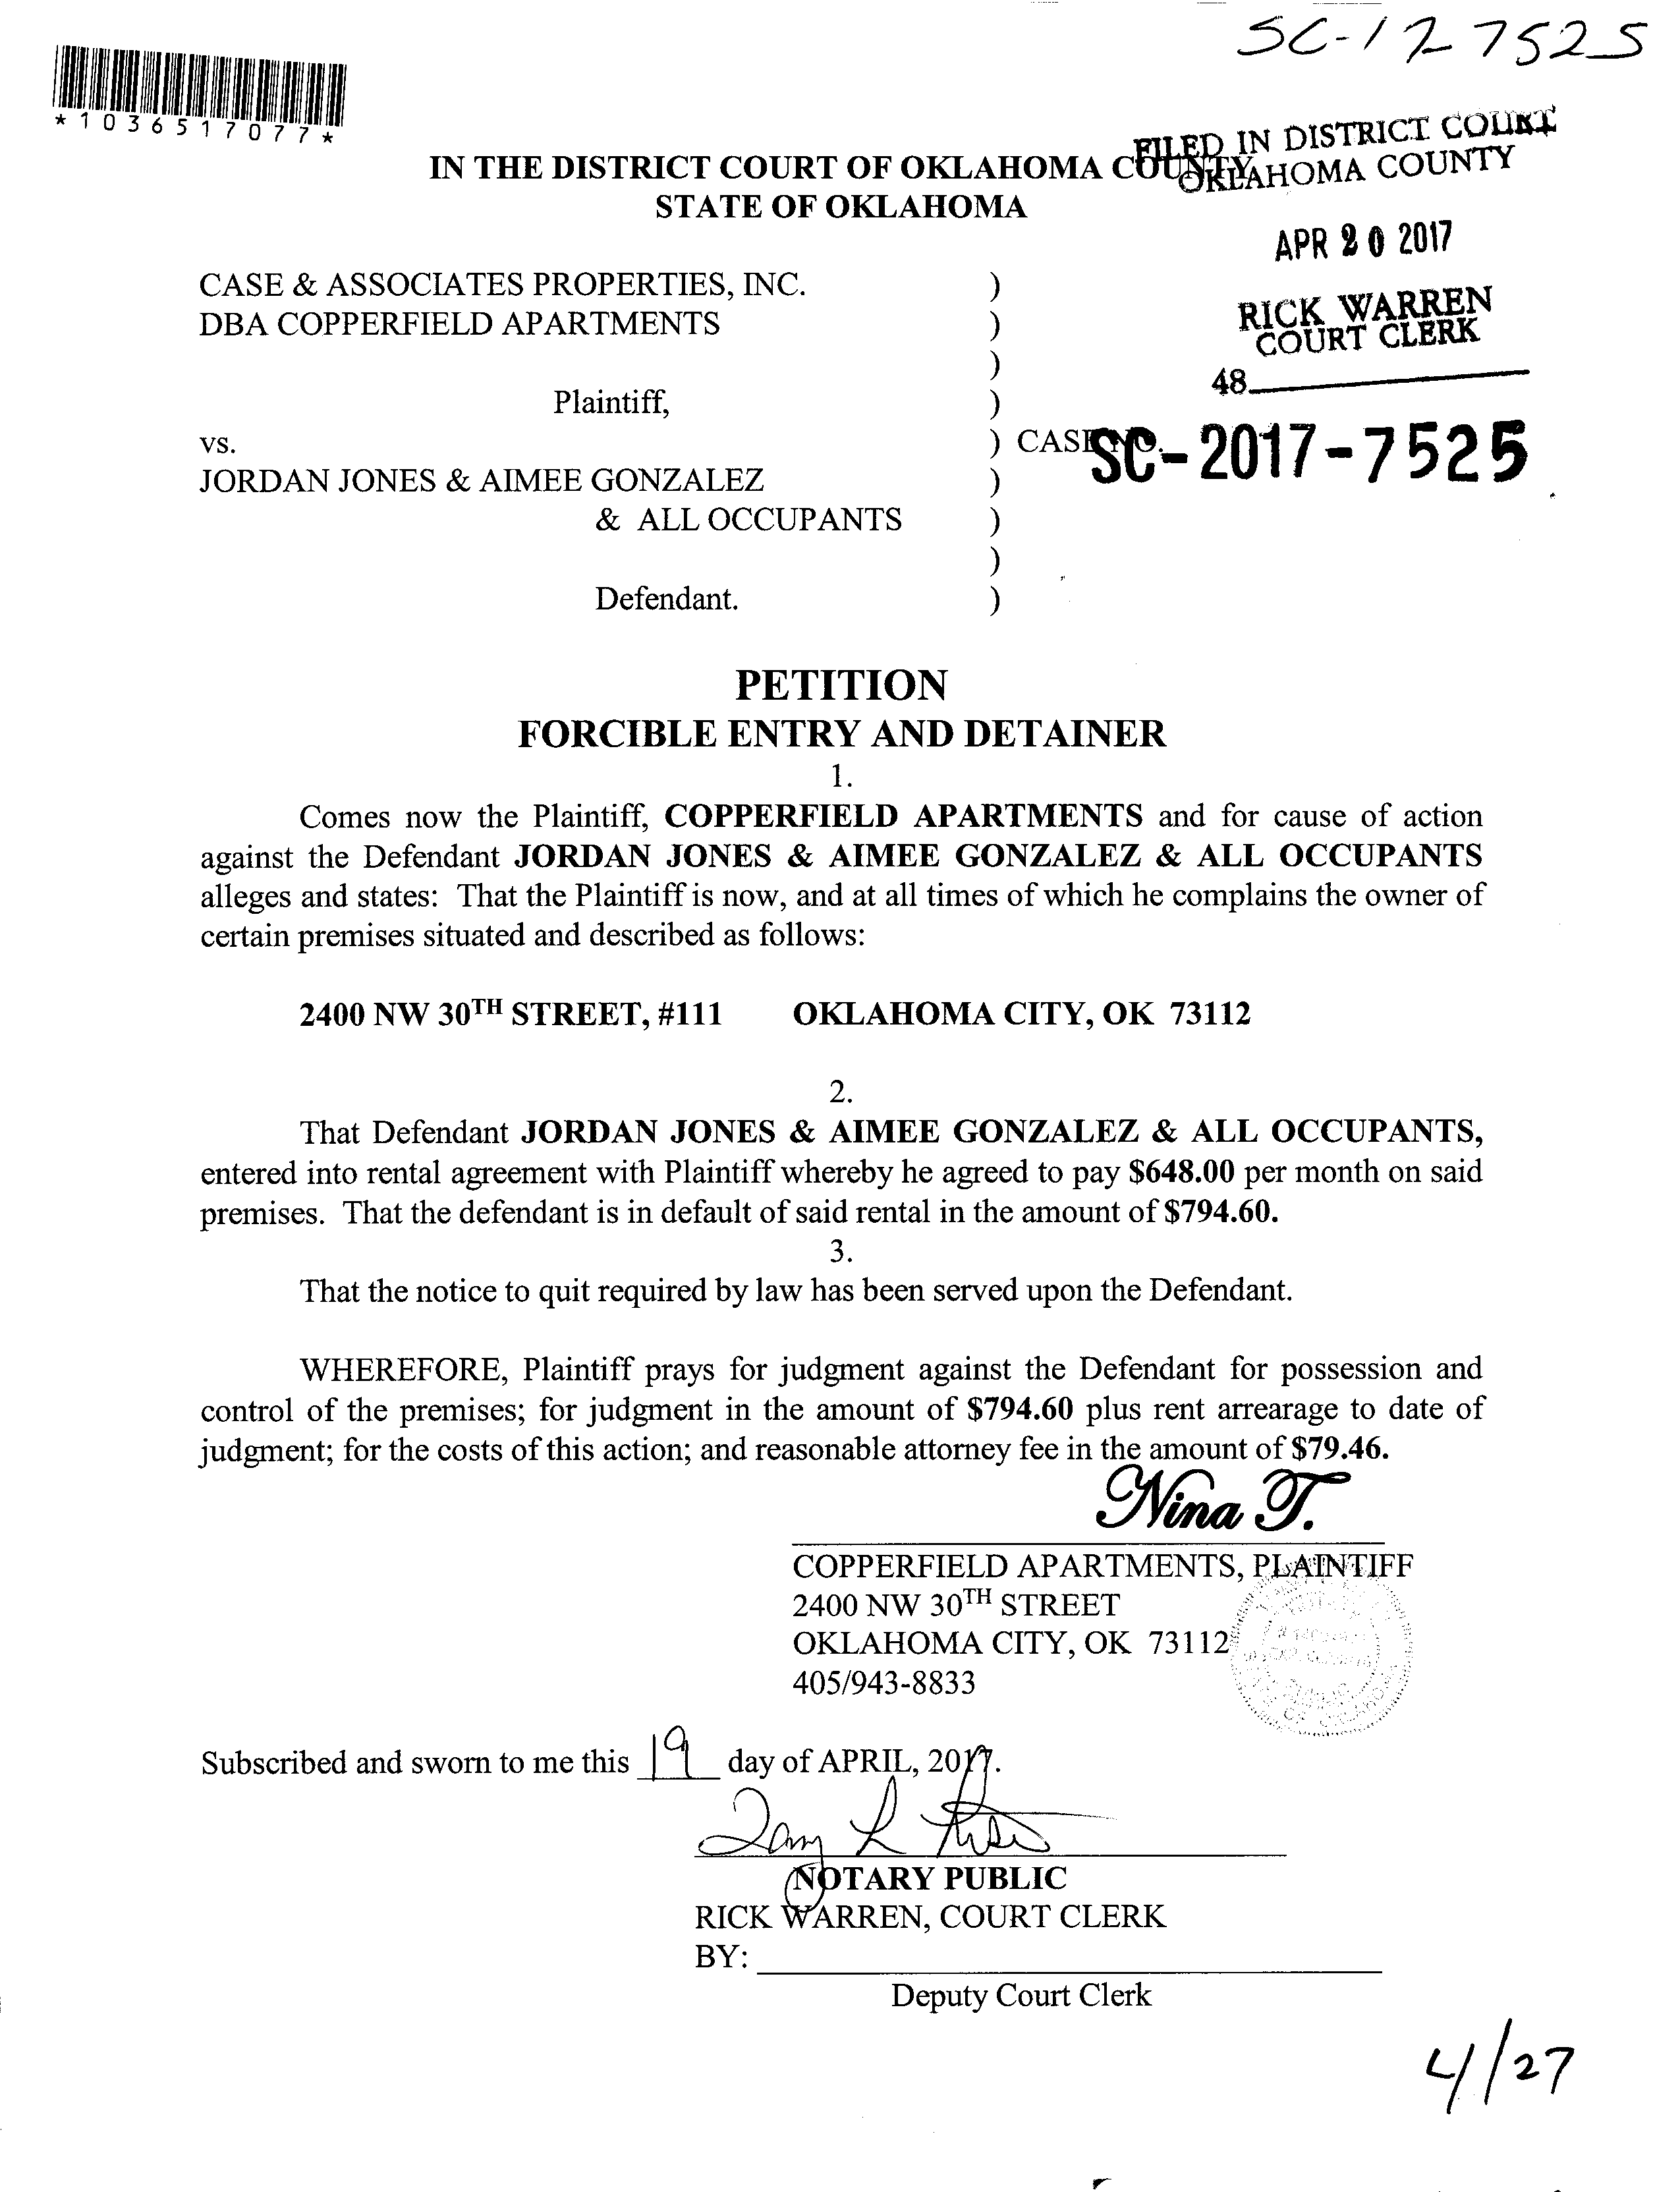 SC-17 7525
*1036517077*
FILED IN DISTRICT COURT
OKLAHOMA COUNTY
IN THE DISTRICT COURT OF OKLAHOMA COUNTY
STATE OF OKLAHOMA
APR 20 2017
RICK WARREN
COURT CLERK
48
CASE & ASSOCIATES PROPERTIES, INC. )
DBA COPPERFIELD APARTMENTS )
)
Plaintiff, )
vs. ) CASE NO. SC-2017-7525
JORDAN JONES & AIMEE GONZALEZ )
& ALL OCCUPANTS )
)
Defendant. )
PETITION
FORCIBLE ENTRY AND DETAINER
1.
Comes now the Plaintiff, COPPERFIELD APARTMENTS and for cause of action
against the Defendant JORDAN JONES & AIMEE GONZALEZ & ALL OCCUPANTS
alleges and states: That the Plaintiff is now, and at all times of which he complains the owner of
certain premises situated and described as follows:
2400 NW 30TH STREET, #111 OKLAHOMA CITY, OK 73112
2.
That Defendant JORDAN JONES & AIMEE GONZALEZ & ALL OCCUPANTS,
entered into rental agreement with Plaintiff whereby he agreed to pay $648.00 per month on said
premises. That the defendant is in default of said rental in the amount of $794.60.
3.
That the notice to quit required by law has been served upon the Defendant.
WHEREFORE, Plaintiff prays for judgment against the Defendant for possession and
control of the premises; for judgment in the amount of $794.60 plus rent arrearage to date of
judgment; for the costs of this action; and reasonable attorney fee in the amount of $79.46.
Nina T.
COPPERFIELD APARTMENTS, PLAINTIFF
2400 NW 30TH STREET
OKLAHOMA CITY, OK 73112
405/943-8833
Subscribed and sworn to me this 19 day of APRIL, 2017.
NOTARY PUBLIC
RICK WARREN, COURT CLERK
BY:
Deputy Court Clerk
4/27